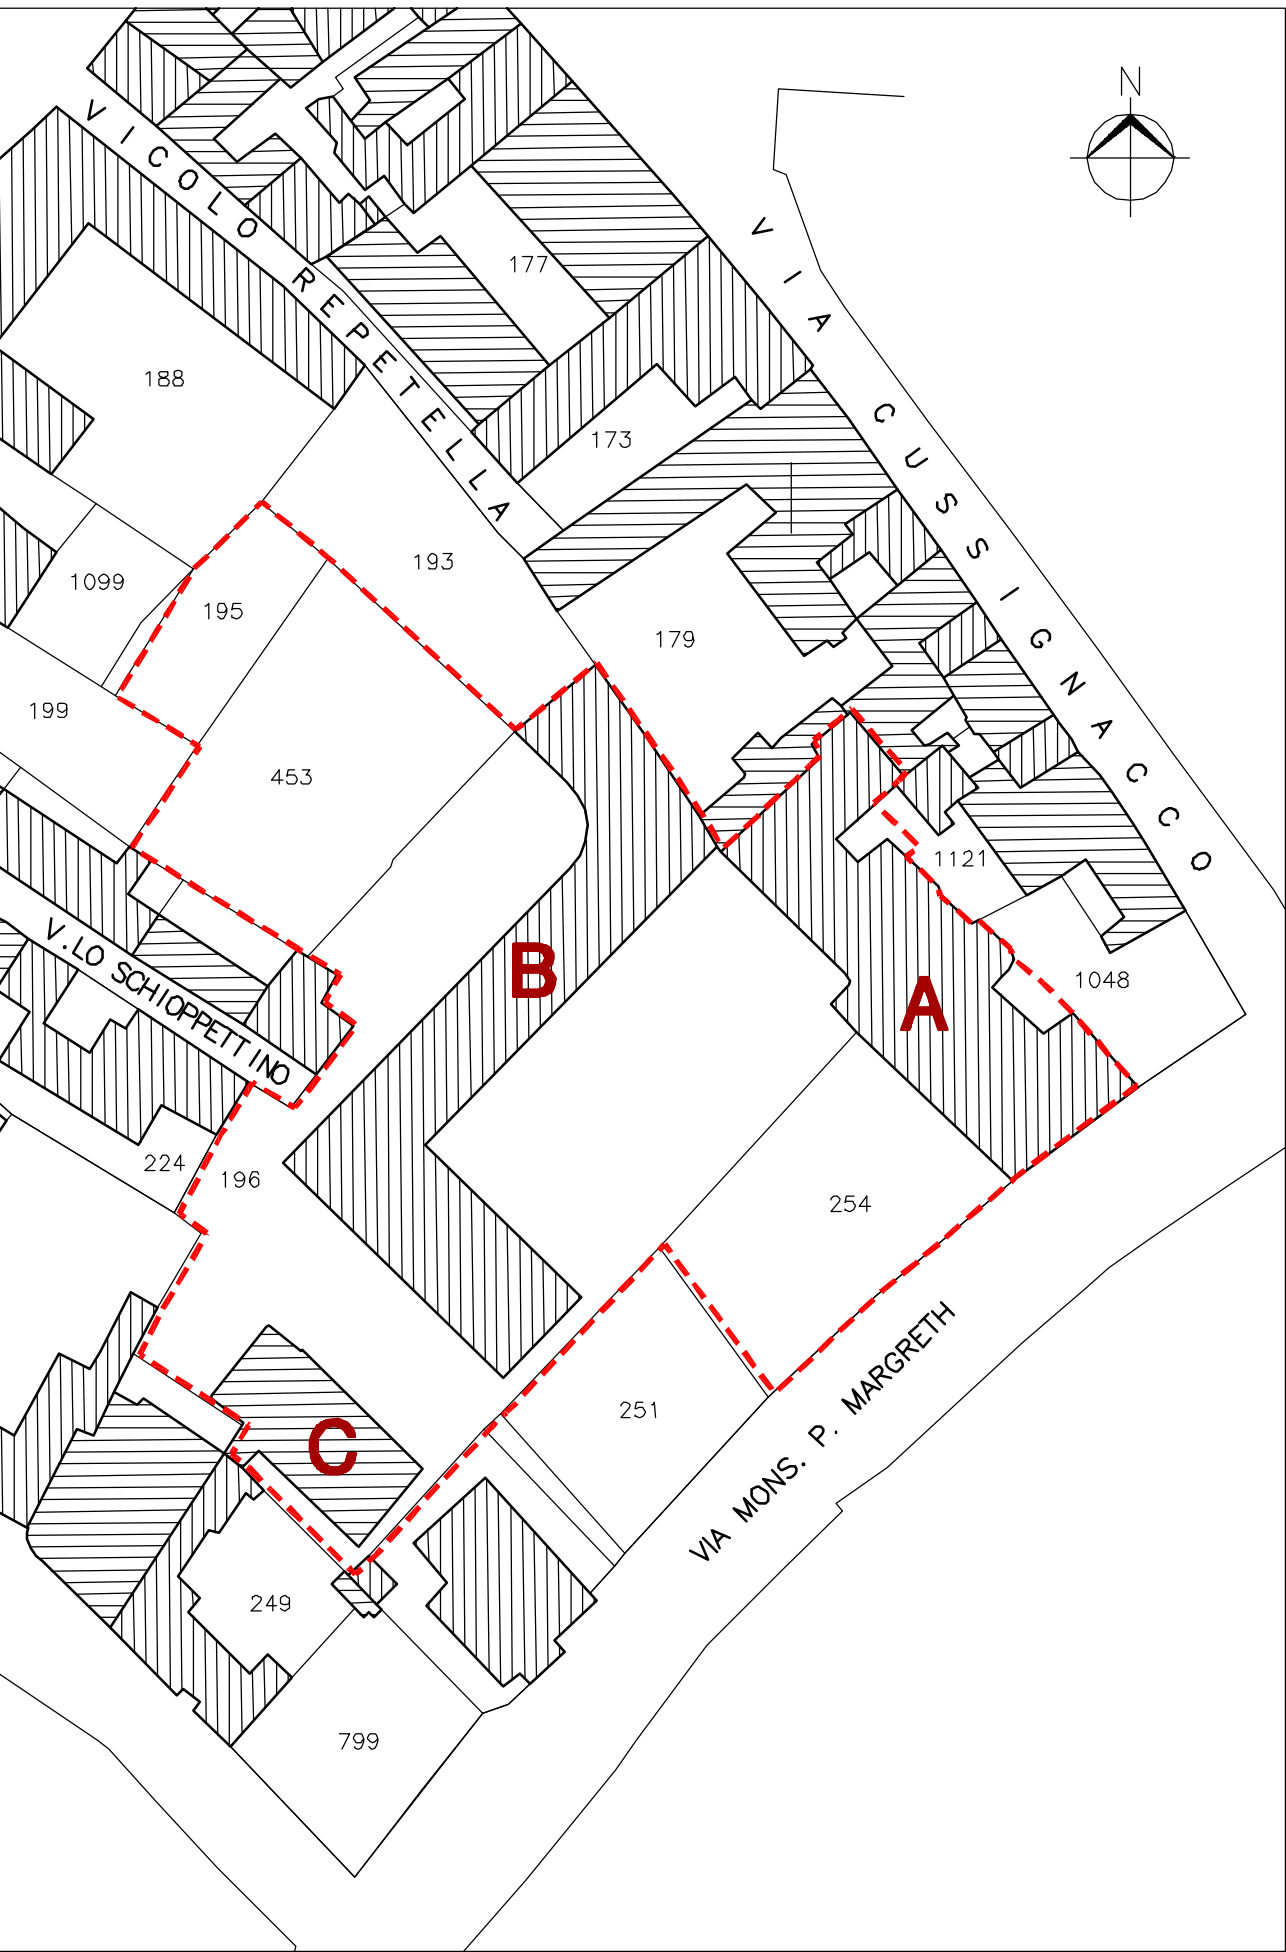 N
VICOLO REPETELLA
VIA CUSSIGNACCO
177
188
173
193
1099
195
179
199
453
1121
B
A
1048
V.LO SCHIOPPETTINO
224
196
254
251
VIA MONS. P. MARGRETH
C
249
799